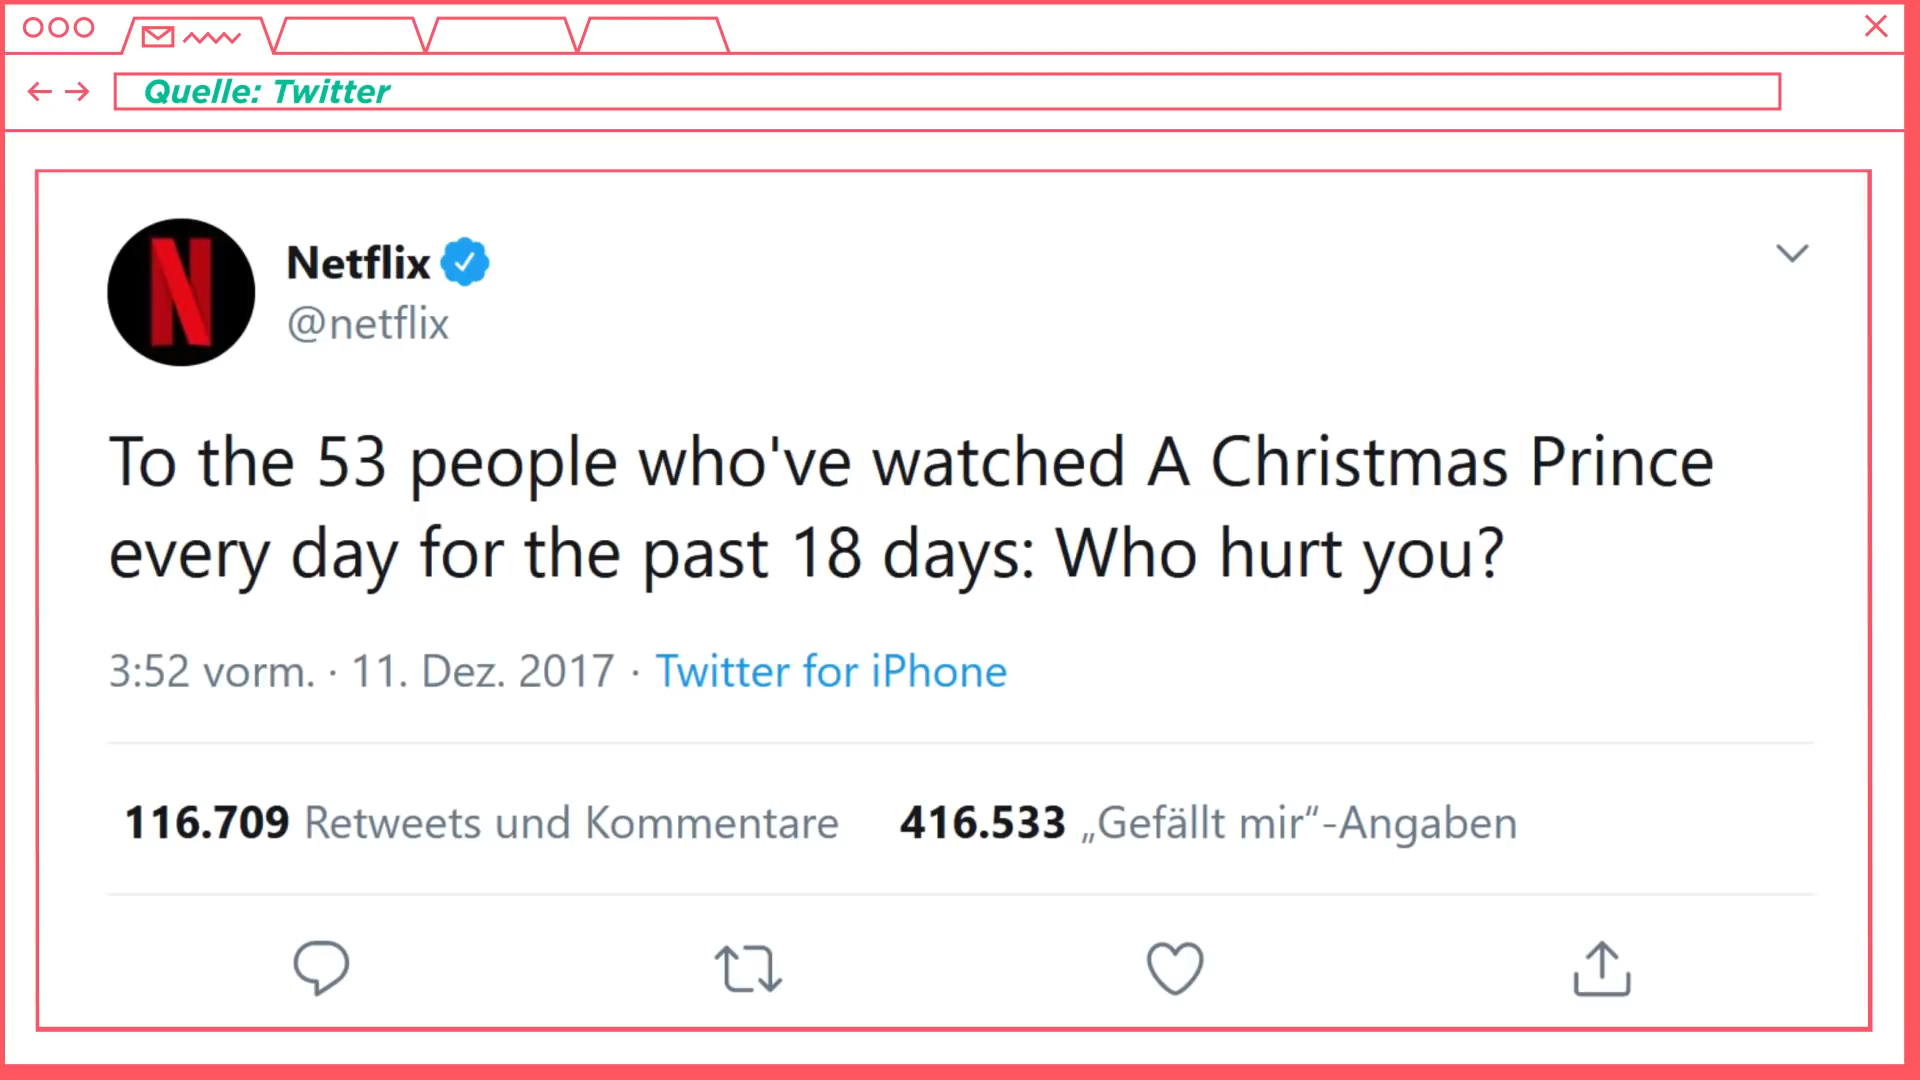 Quelle: Twitter
Netflix
@netflix
To the 53 people who've watched A Christmas Prince
every day for the past 18 days: Who hurt you?
3:52 vorm. · 11. Dez. 2017 · Twitter for iPhone
116.709 Retweets und Kommentare 416.533 „Gefällt mir“-Angaben